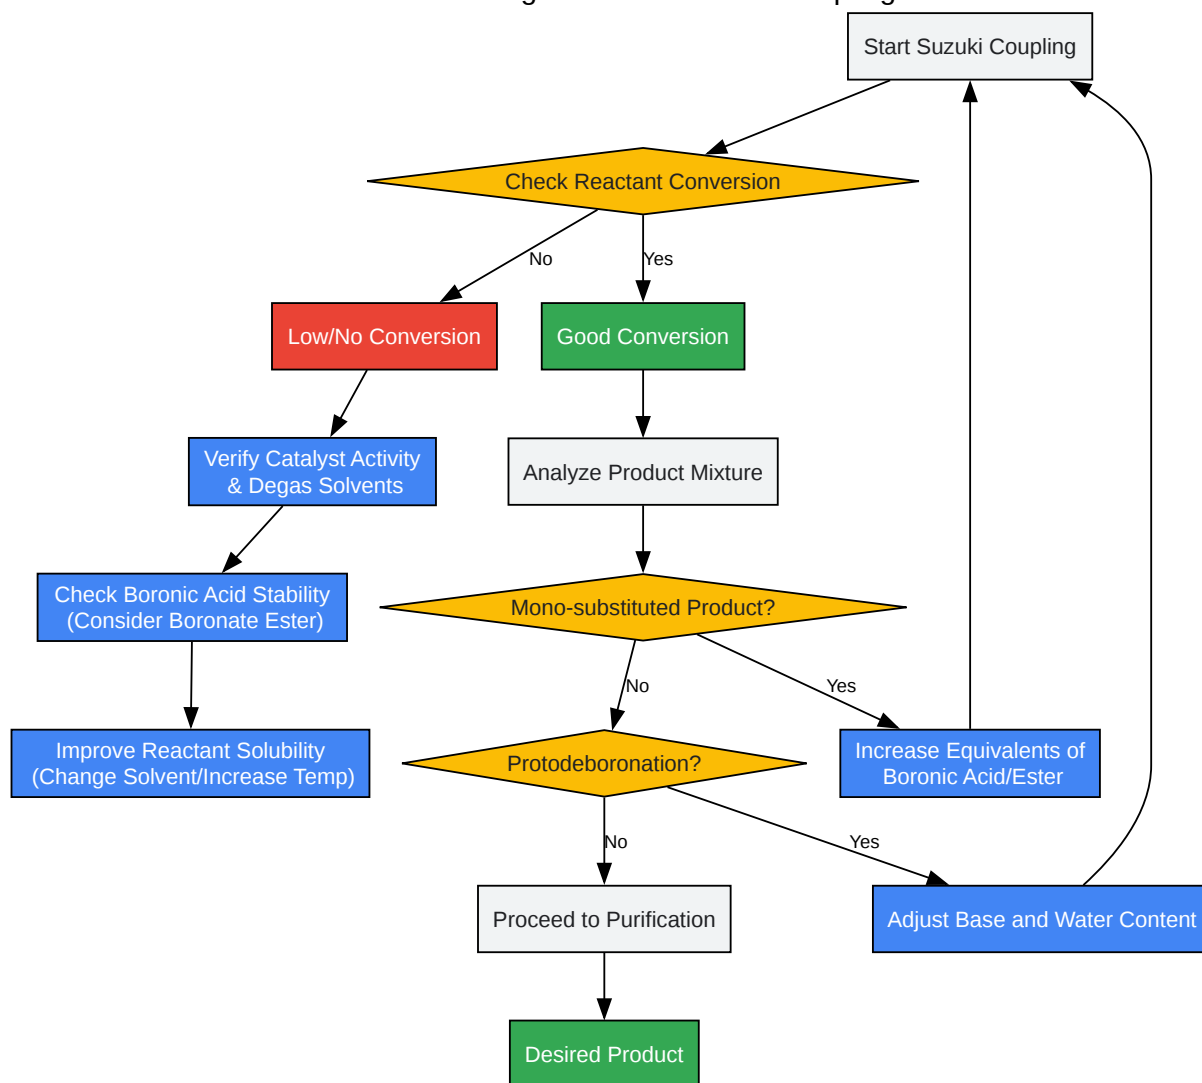 Start Suzuki Coupling
Check Reactant Conversion
No
Yes
Low/No Conversion
Good Conversion
Verify Catalyst Activity
& Degas Solvents
Analyze Product Mixture
Check Boronic Acid Stability
(Consider Boronate Ester)
Mono-substituted Product?
No
Yes
Improve Reactant Solubility
(Change Solvent/Increase Temp)
Protodeboronation?
Increase Equivalents of
Boronic Acid/Ester
No
Yes
Proceed to Purification
Adjust Base and Water Content
Desired Product